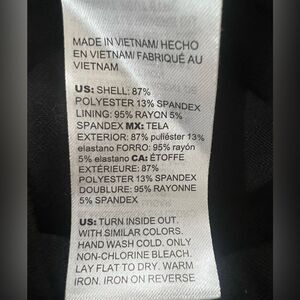 MADE IN VIETNAM/ HECHO
EN VIETNAM/ FABRIQUÉ AU
VIETNAM
US: SHELL: 87%
POLYESTER 13% SPANDEX
LINING: 95% RAYON 5%
SPANDEX MX: TELA
EXTERIOR: 87% poliéster 13%
elastano FORRO: 95% rayón
5% elastano CA: ÉTOFFE
EXTÉRIEURE: 87%
POLYESTER 13% SPANDEX
DOUBLURE: 95% RAYONNE
5% SPANDEX
US: TURN INSIDE OUT.
WITH SIMILAR COLORS.
HAND WASH COLD. ONLY
NON-CHLORINE BLEACH.
LAY FLAT TO DRY. WARM
IRON. IRON ON REVERSE